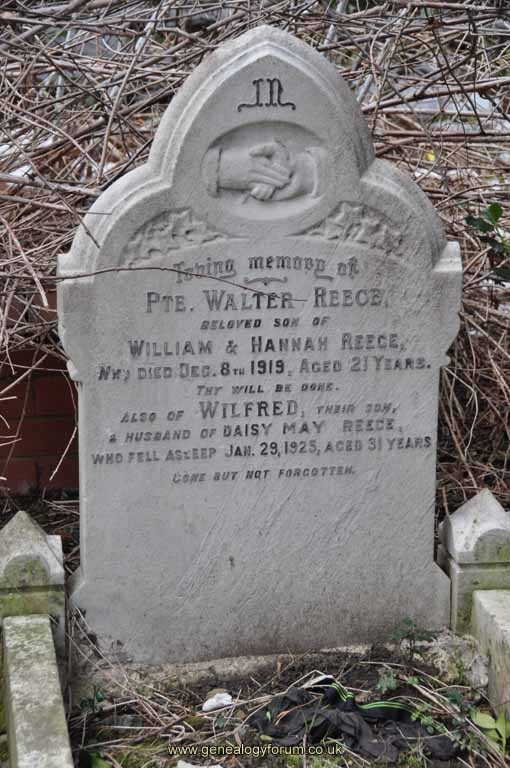 IN
loving memory of
PTE. WALTER REECE,
BELOVED SON OF
WILLIAM & HANNAH REECE,
WHO DIED DEC. 8TH 1919, AGED 21 YEARS.
THY WILL BE DONE.
ALSO OF WILFRED, THEIR SON,
& HUSBAND OF DAISY MAY REECE,
WHO FELL ASLEEP JAN. 29, 1925, AGED 31 YEARS
GONE BUT NOT FORGOTTEN.
www.genealogyforum.co.uk